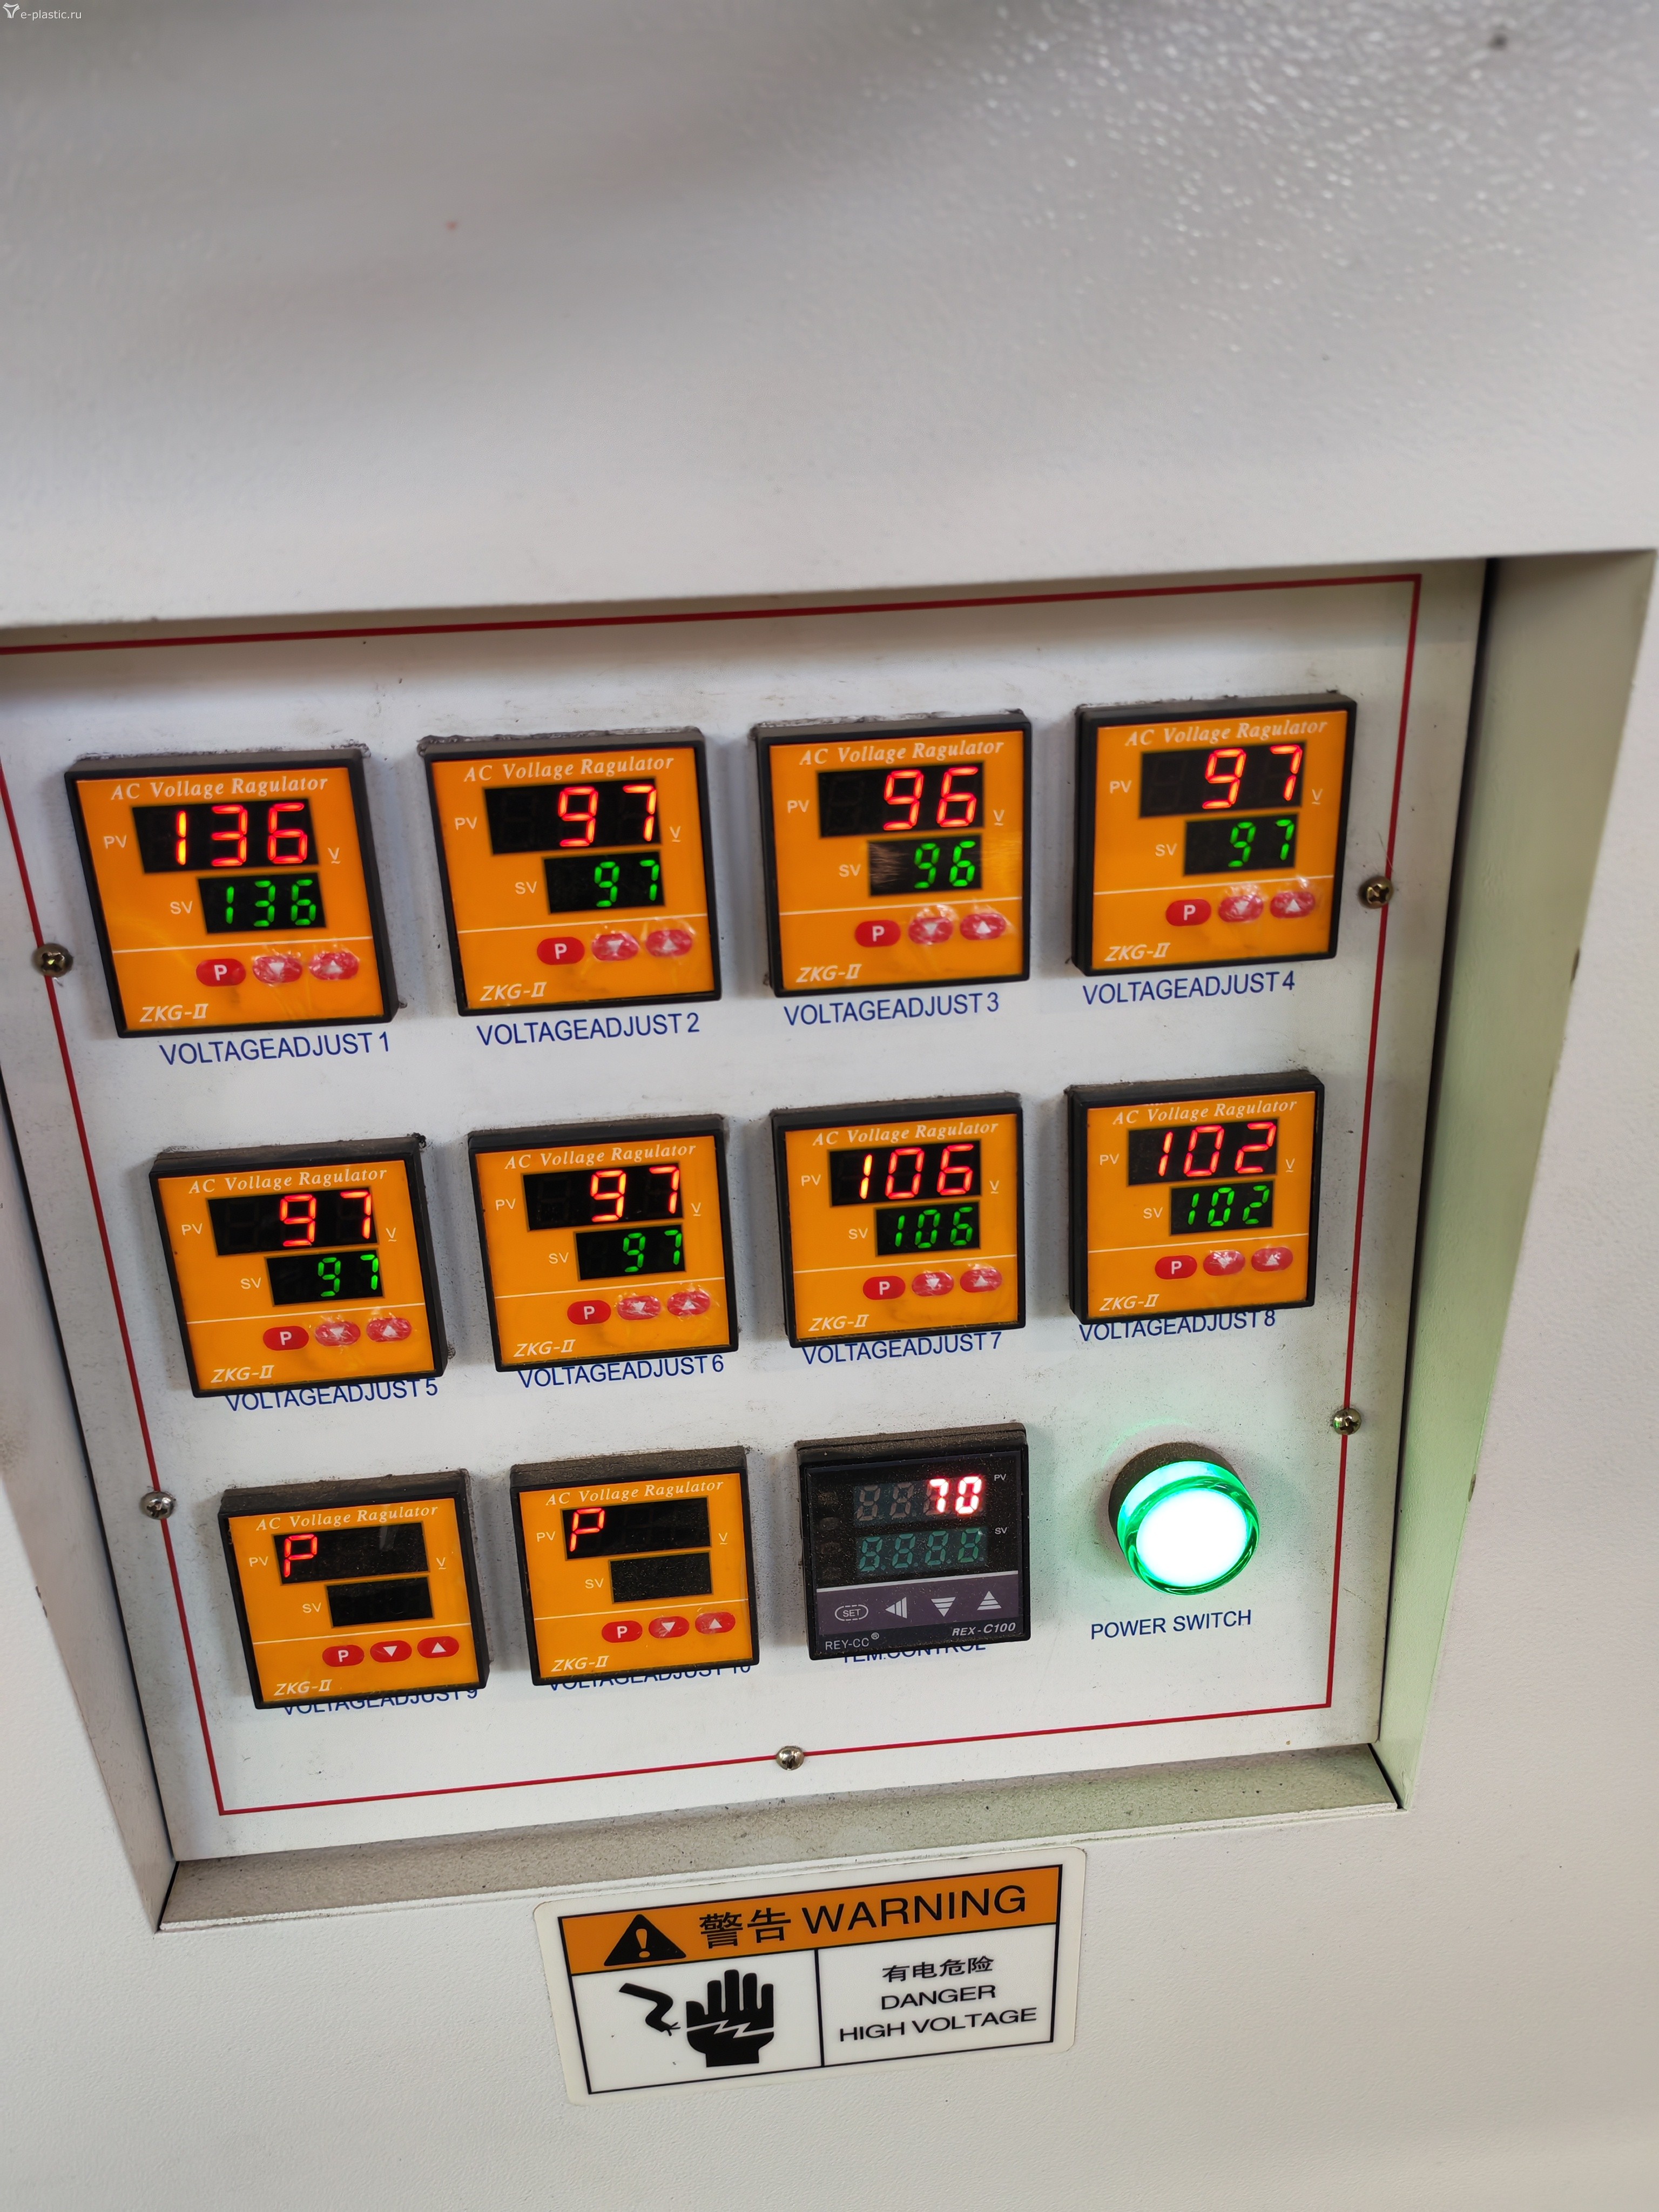 e-plastic.ru
AC Vollage Ragulator
PV 136 V
SV 136
P
ZKG-II
VOLTAGEADJUST 1
AC Vollage Ragulator
PV 97 V
SV 97
P
ZKG-II
VOLTAGEADJUST 2
AC Vollage Ragulator
PV 96 V
SV 96
P
ZKG-II
VOLTAGEADJUST 3
AC Vollage Ragulator
PV 97 V
SV 97
P
ZKG-II
VOLTAGEADJUST 4
AC Vollage Ragulator
PV 97 V
SV 97
P
ZKG-II
VOLTAGEADJUST 5
AC Vollage Ragulator
PV 97 V
SV 97
P
ZKG-II
VOLTAGEADJUST 6
AC Vollage Ragulator
PV 106 V
SV 106
P
ZKG-II
VOLTAGEADJUST 7
AC Vollage Ragulator
PV 102 V
SV 102
P
ZKG-II
VOLTAGEADJUST 8
AC Vollage Ragulator
PV P V
SV
P
ZKG-II
VOLTAGEADJUST 9
AC Vollage Ragulator
PV P V
SV
P
ZKG-II
VOLTAGEADJUST 10
70 PV
SV
SET
REY-CC® REX-C100
TEM.CONTROL
POWER SWITCH
警告 WARNING
有电危险
DANGER
HIGH VOLTAGE